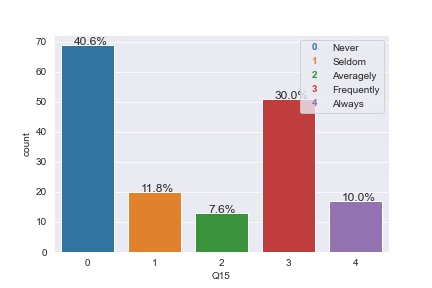 70
60
50
40
30
20
10
0
count
40.6%
11.8%
7.6%
30.0%
10.0%
0 Never
1 Seldom
2 Averagely
3 Frequently
4 Always
0 1 2 3 4
Q15